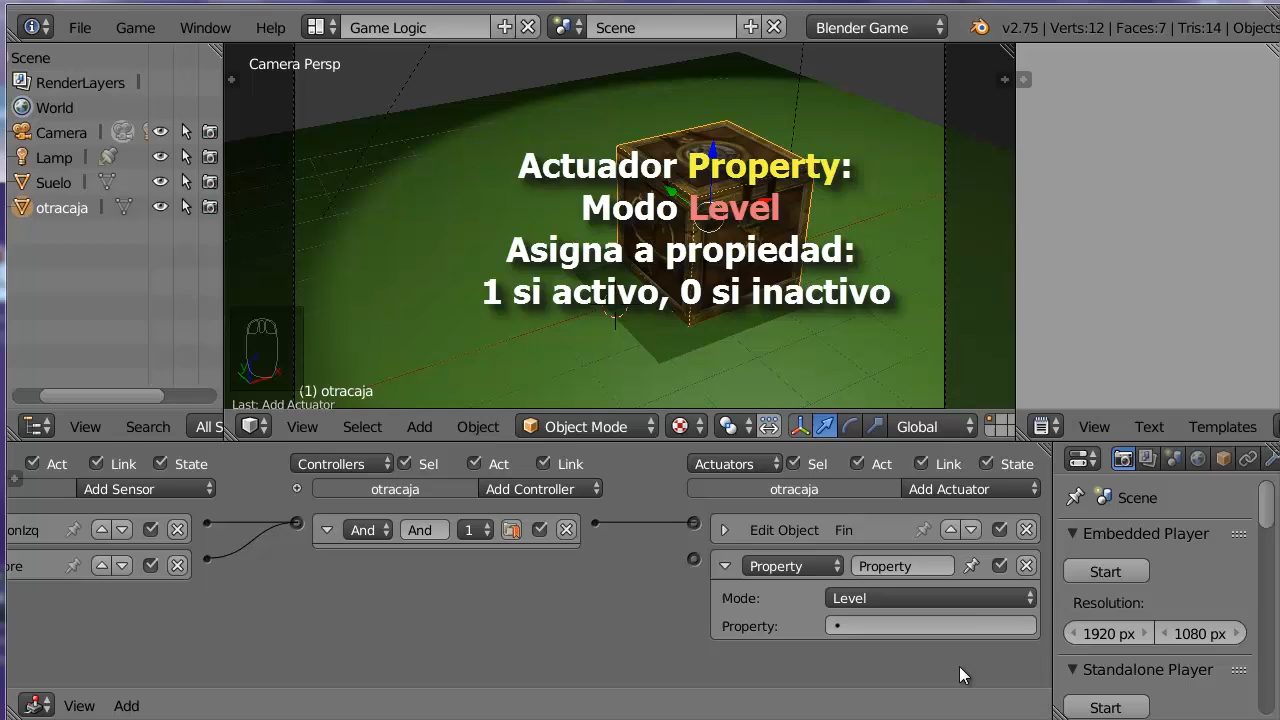 File Game Window Help Game Logic Scene Blender Game v2.75 | Verts:12 | Faces:7 | Tris:14 | Objects
Scene
RenderLayers
World
Camera
Lamp
Suelo
otracaja
Camera Persp
Actuador Property:
Modo Level
Asigna a propiedad:
1 si activo, 0 si inactivo
(1) otracaja
Last: Add Actuator
View Search All S View Select Add Object Object Mode Global View Text Templates
Act Link State Controllers Sel Act Link Actuators Sel Act Link State
Add Sensor otracaja Add Controller otracaja Add Actuator
onIzq And And 1 Edit Object Fin
ore Property Property
Mode: Level
Property:
View Add
Scene
Embedded Player
Start
Resolution:
1920 px 1080 px
Standalone Player
Start